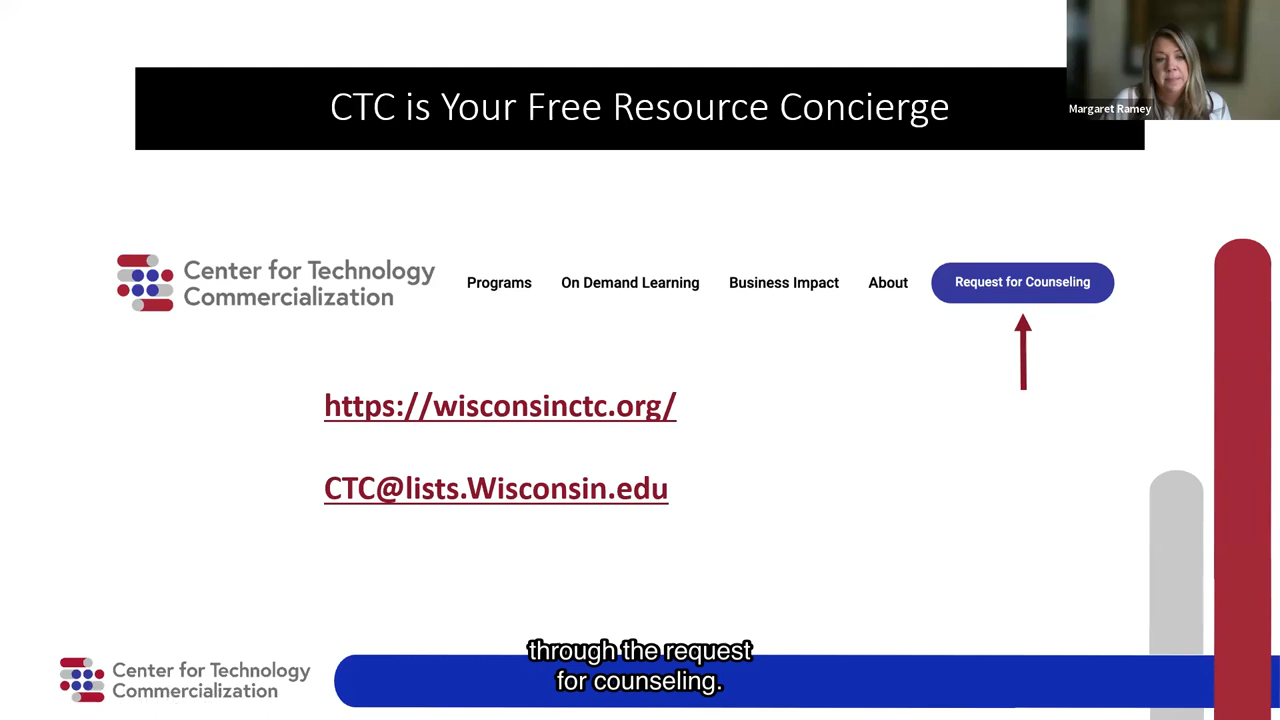 CTC is Your Free Resource Concierge
Margaret Ramey
Center for Technology
Commercialization
Programs
On Demand Learning
Business Impact
About
Request for Counseling
https://wisconsinctc.org/
CTC@lists.Wisconsin.edu
through the request
for counseling.
Center for Technology
Commercialization